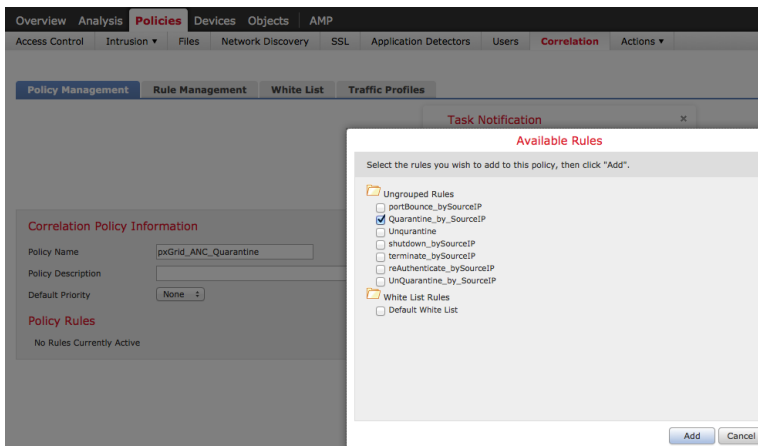 Overview Analysis Policies Devices Objects AMP
Access Control Intrusion ▾ Files Network Discovery SSL Application Detectors Users Correlation Actions ▾
Policy Management Rule Management White List Traffic Profiles
Task Notification ×
Available Rules
Select the rules you wish to add to this policy, then click "Add".
Ungrouped Rules
portBounce_bySourceIP
Quarantine_by_SourceIP
Unqurantine
shutdown_bySourceIP
terminate_bySourceIP
reAuthenticate_bySourceIP
UnQuarantine_by_SourceIP
White List Rules
Default White List
Correlation Policy Information
Policy Name pxGrid_ANC_Quarantine
Policy Description
Default Priority None
Policy Rules
No Rules Currently Active
Add Cancel